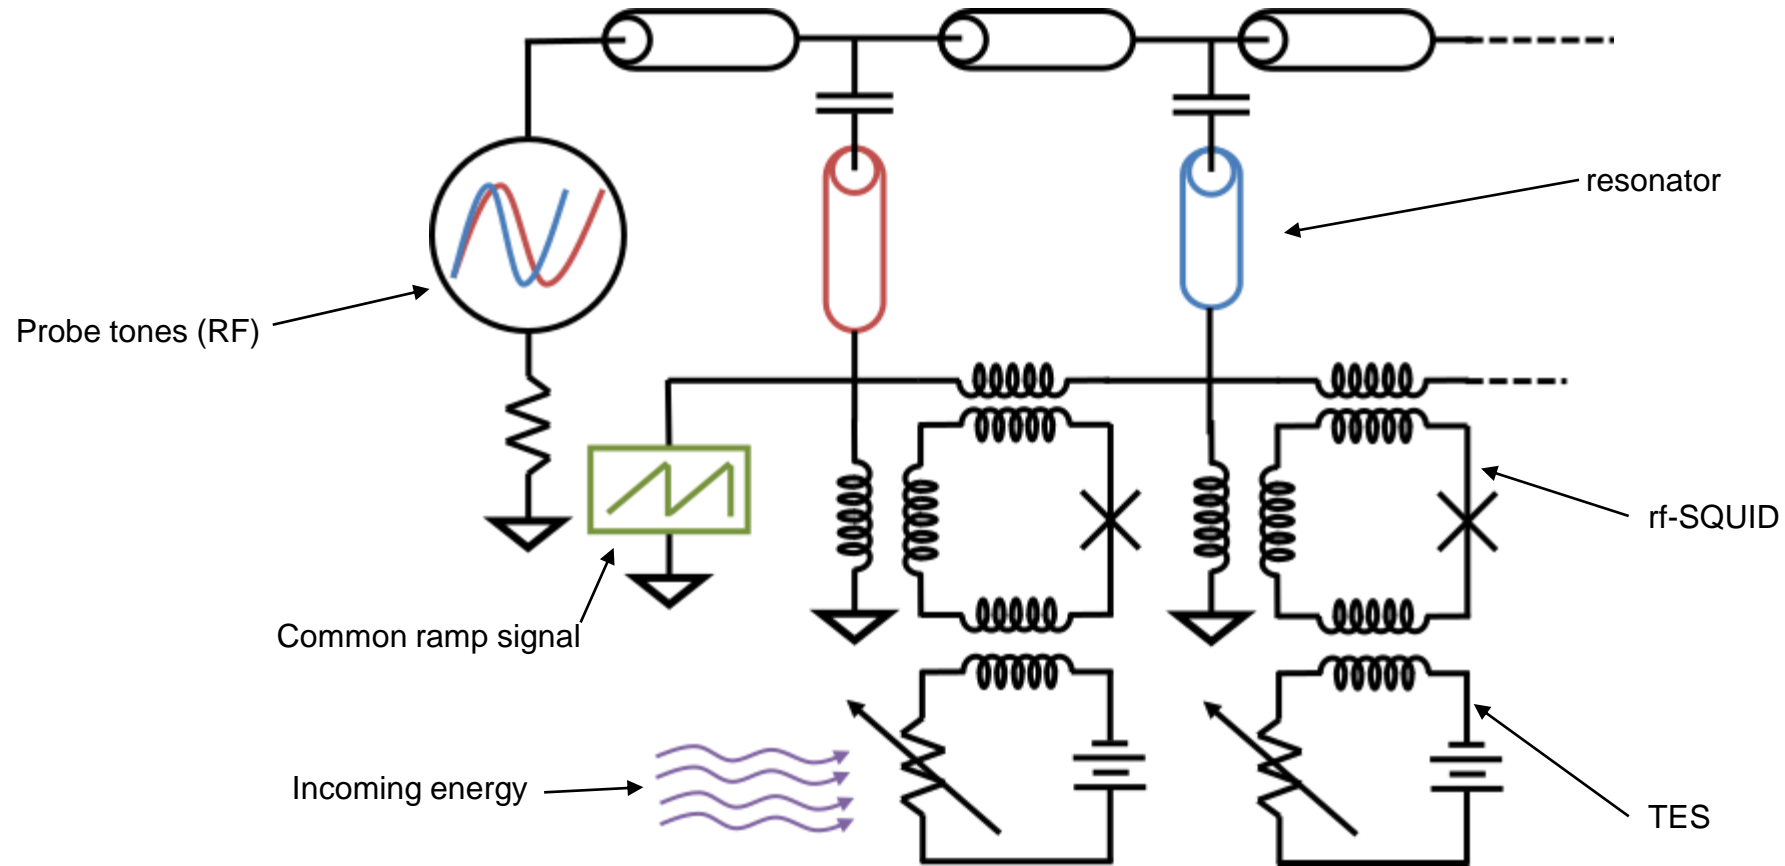 resonator
Probe tones (RF)
rf-SQUID
Common ramp signal
Incoming energy
TES